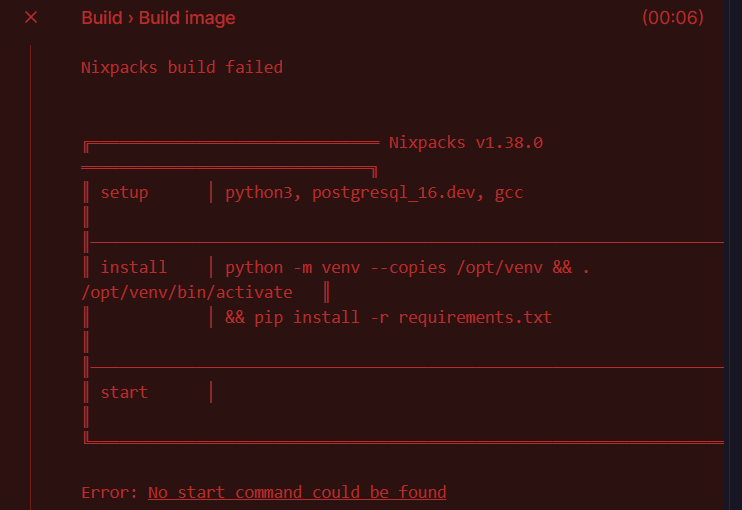 × Build › Build image (00:06)
Nixpacks build failed
╔══════════════════════════════ Nixpacks v1.38.0
══════════════════════════════╗
║ setup      │ python3, postgresql_16.dev, gcc
║
║──────────────────────────────────────────────────────────────────
║ install    │ python -m venv --copies /opt/venv && .
/opt/venv/bin/activate   ║
║            │ && pip install -r requirements.txt
║
║──────────────────────────────────────────────────────────────────
║ start      │
║
╚══════════════════════════════════════════════════════════════════
Error: No start command could be found